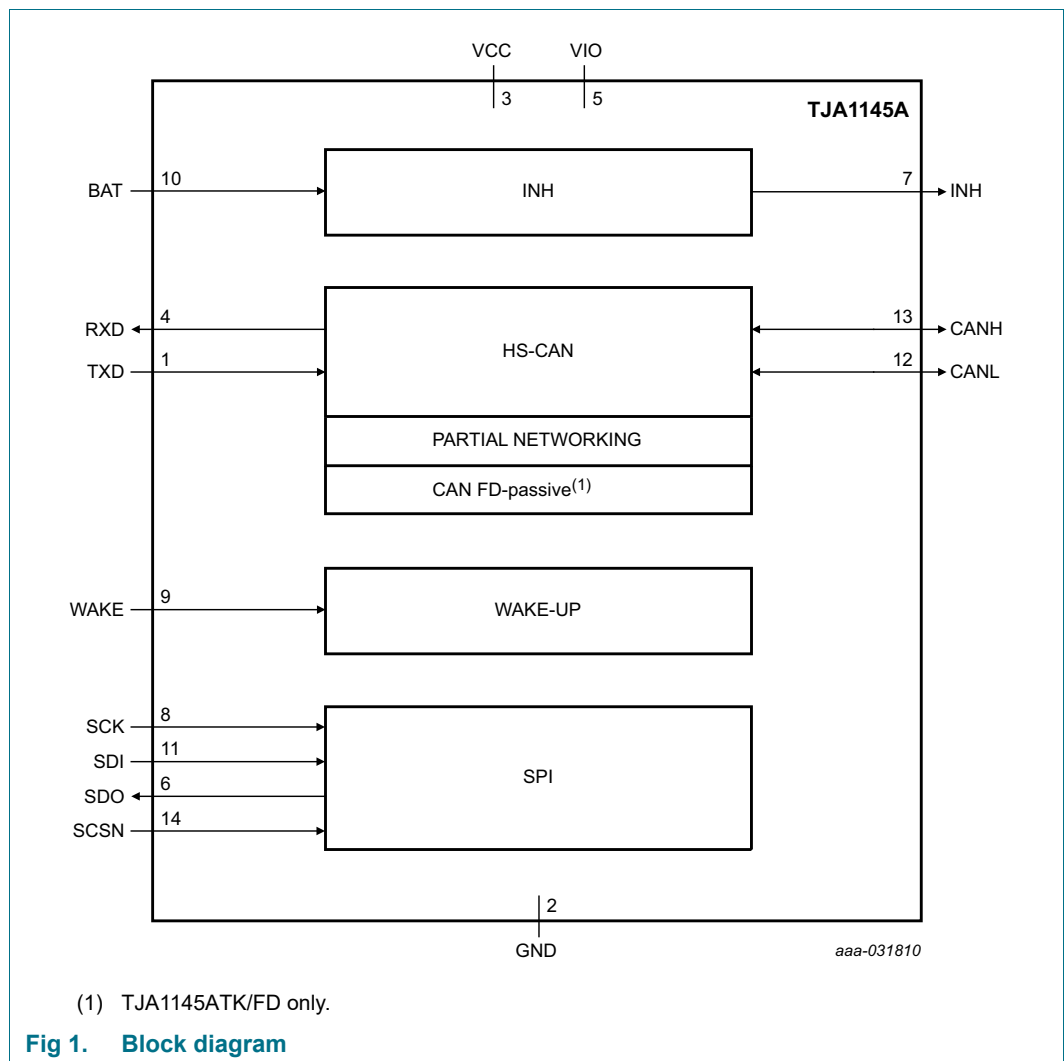 VCC VIO
3 5
TJA1145A
BAT 10 INH 7 INH
RXD 4 13 CANH
HS-CAN
TXD 1 12 CANL
PARTIAL NETWORKING
CAN FD-passive(1)
WAKE 9 WAKE-UP
SCK 8
SDI 11
SPI
SDO 6
SCSN 14
2
GND
aaa-031810
(1) TJA1145ATK/FD only.
Fig 1. Block diagram